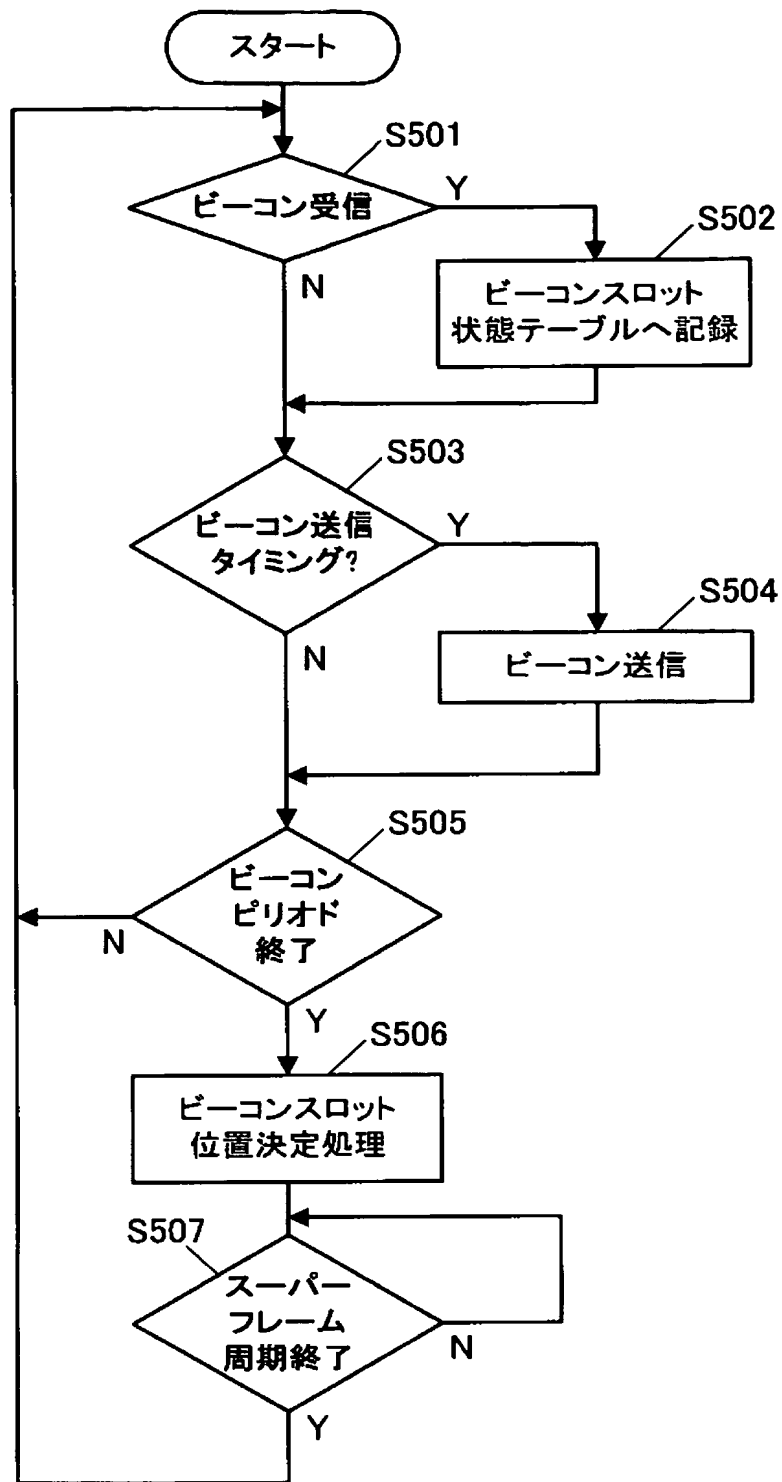 スタート
S501
ビーコン受信
Y
N
S502
ビーコンスロット
状態テーブルへ記録
S503
ビーコン送信
タイミング?
Y
N
S504
ビーコン送信
S505
ビーコン
ピリオド
終了
N
Y
S506
ビーコンスロット
位置決定処理
S507
スーパー
フレーム
周期終了
N
Y